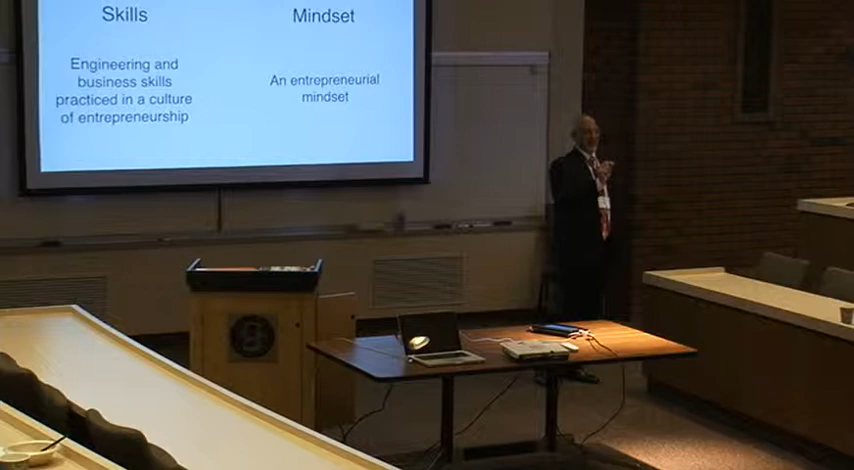 Skills
Mindset
Engineering and
business skills
practiced in a culture
of entrepreneurship
An entrepreneurial
mindset